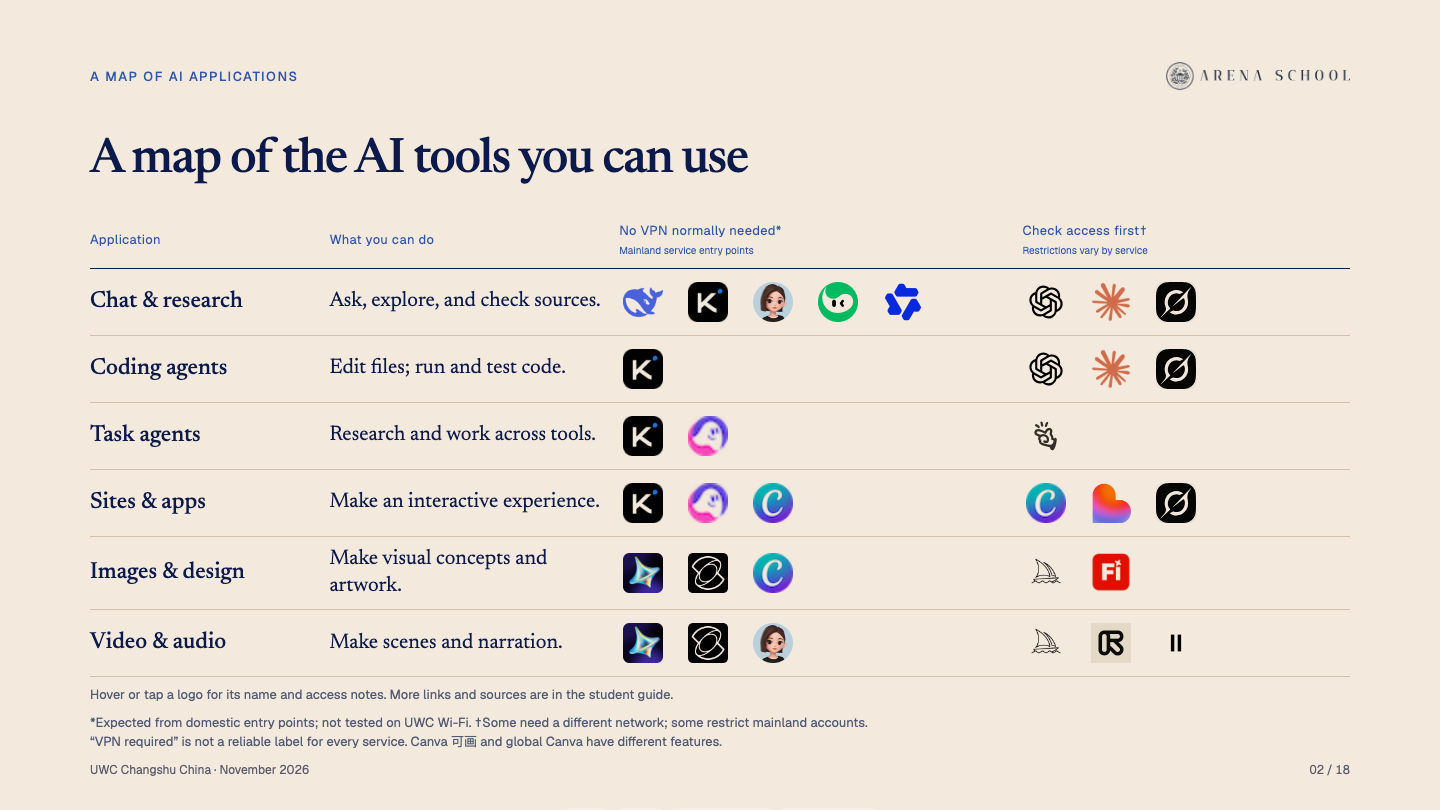 A MAP OF AI APPLICATIONS
ARENA SCHOOL
A map of the AI tools you can use
Application
What you can do
No VPN normally needed*
Mainland service entry points
Check access first†
Restrictions vary by service
Chat & research
Ask, explore, and check sources.
Coding agents
Edit files; run and test code.
Task agents
Research and work across tools.
Sites & apps
Make an interactive experience.
Images & design
Make visual concepts and
artwork.
Fi
Video & audio
Make scenes and narration.
Hover or tap a logo for its name and access notes. More links and sources are in the student guide.
*Expected from domestic entry points; not tested on UWC Wi-Fi. †Some need a different network; some restrict mainland accounts.
“VPN required” is not a reliable label for every service. Canva 可画 and global Canva have different features.
UWC Changshu China · November 2026
02 / 18